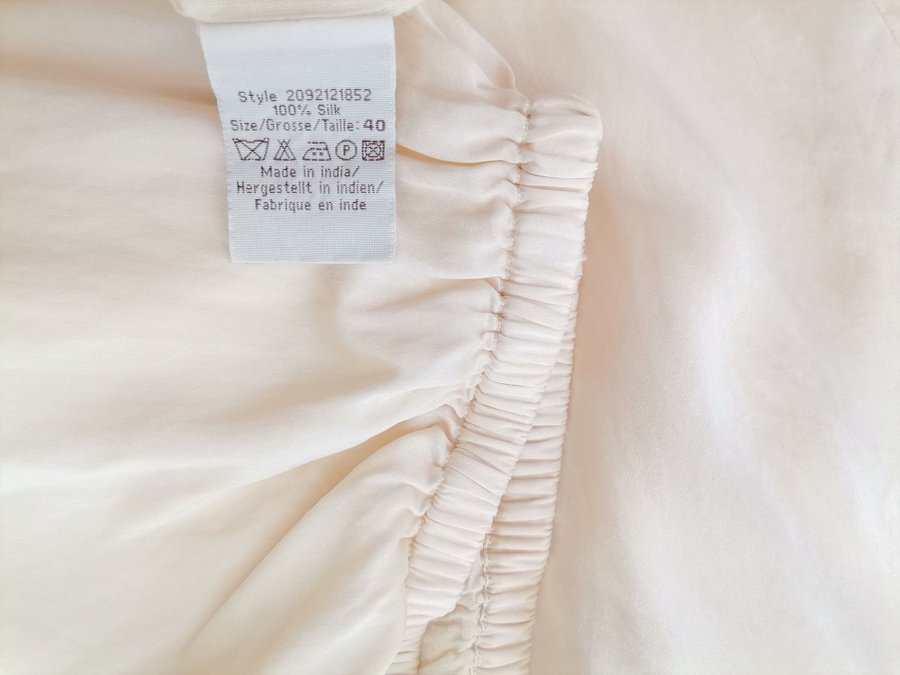 Style 2092121852
100% Silk
Size/Grosse/Taille: 40
P
Made in india/
Hergestellt in indien/
Fabrique en inde